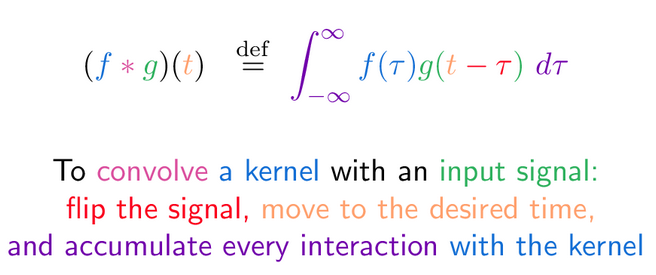 (f ∗ g)(t) def= ∫_{−∞}^{∞} f(τ)g(t − τ) dτ
To convolve a kernel with an input signal:
flip the signal, move to the desired time,
and accumulate every interaction with the kernel